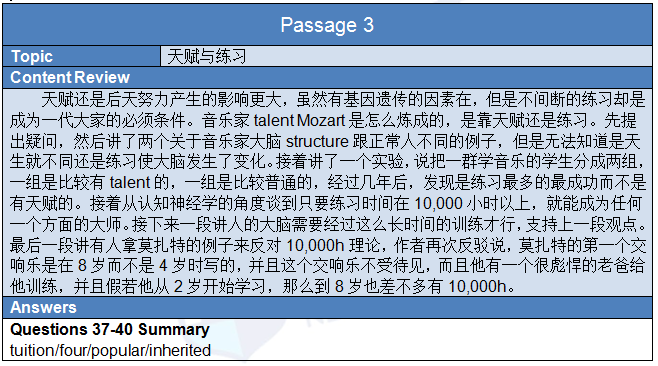 Passage 3
Topic 天赋与练习
Content Review
天赋还是后天努力产生的影响更大，虽然有基因遗传的因素在，但是不间断的练习却是
成为一代大家的必须条件。音乐家 talent Mozart 是怎么炼成的，是靠天赋还是练习。先提
出疑问，然后讲了两个关于音乐家大脑 structure 跟正常人不同的例子，但是无法知道是天
生就不同还是练习使大脑发生了变化。接着讲了一个实验，说把一群学音乐的学生分成两组，
一组是比较有 talent 的，一组是比较普通的，经过几年后，发现是练习最多的最成功而不是
有天赋的。接着从认知神经学的角度谈到只要练习时间在 10,000 小时以上，就能成为任何
一个方面的大师。接下来一段讲人的大脑需要经过这么长时间的训练才行，支持上一段观点。
最后一段讲有人拿莫扎特的例子来反对 10,000h 理论，作者再次反驳说，莫扎特的第一个交
响乐是在 8 岁而不是 4 岁时写的，并且这个交响乐不受待见，而且他有一个很彪悍的老爸给
他训练，并且假若他从 2 岁开始学习，那么到 8 岁也差不多有 10,000h。
Answers
Questions 37-40 Summary
tuition/four/popular/inherited